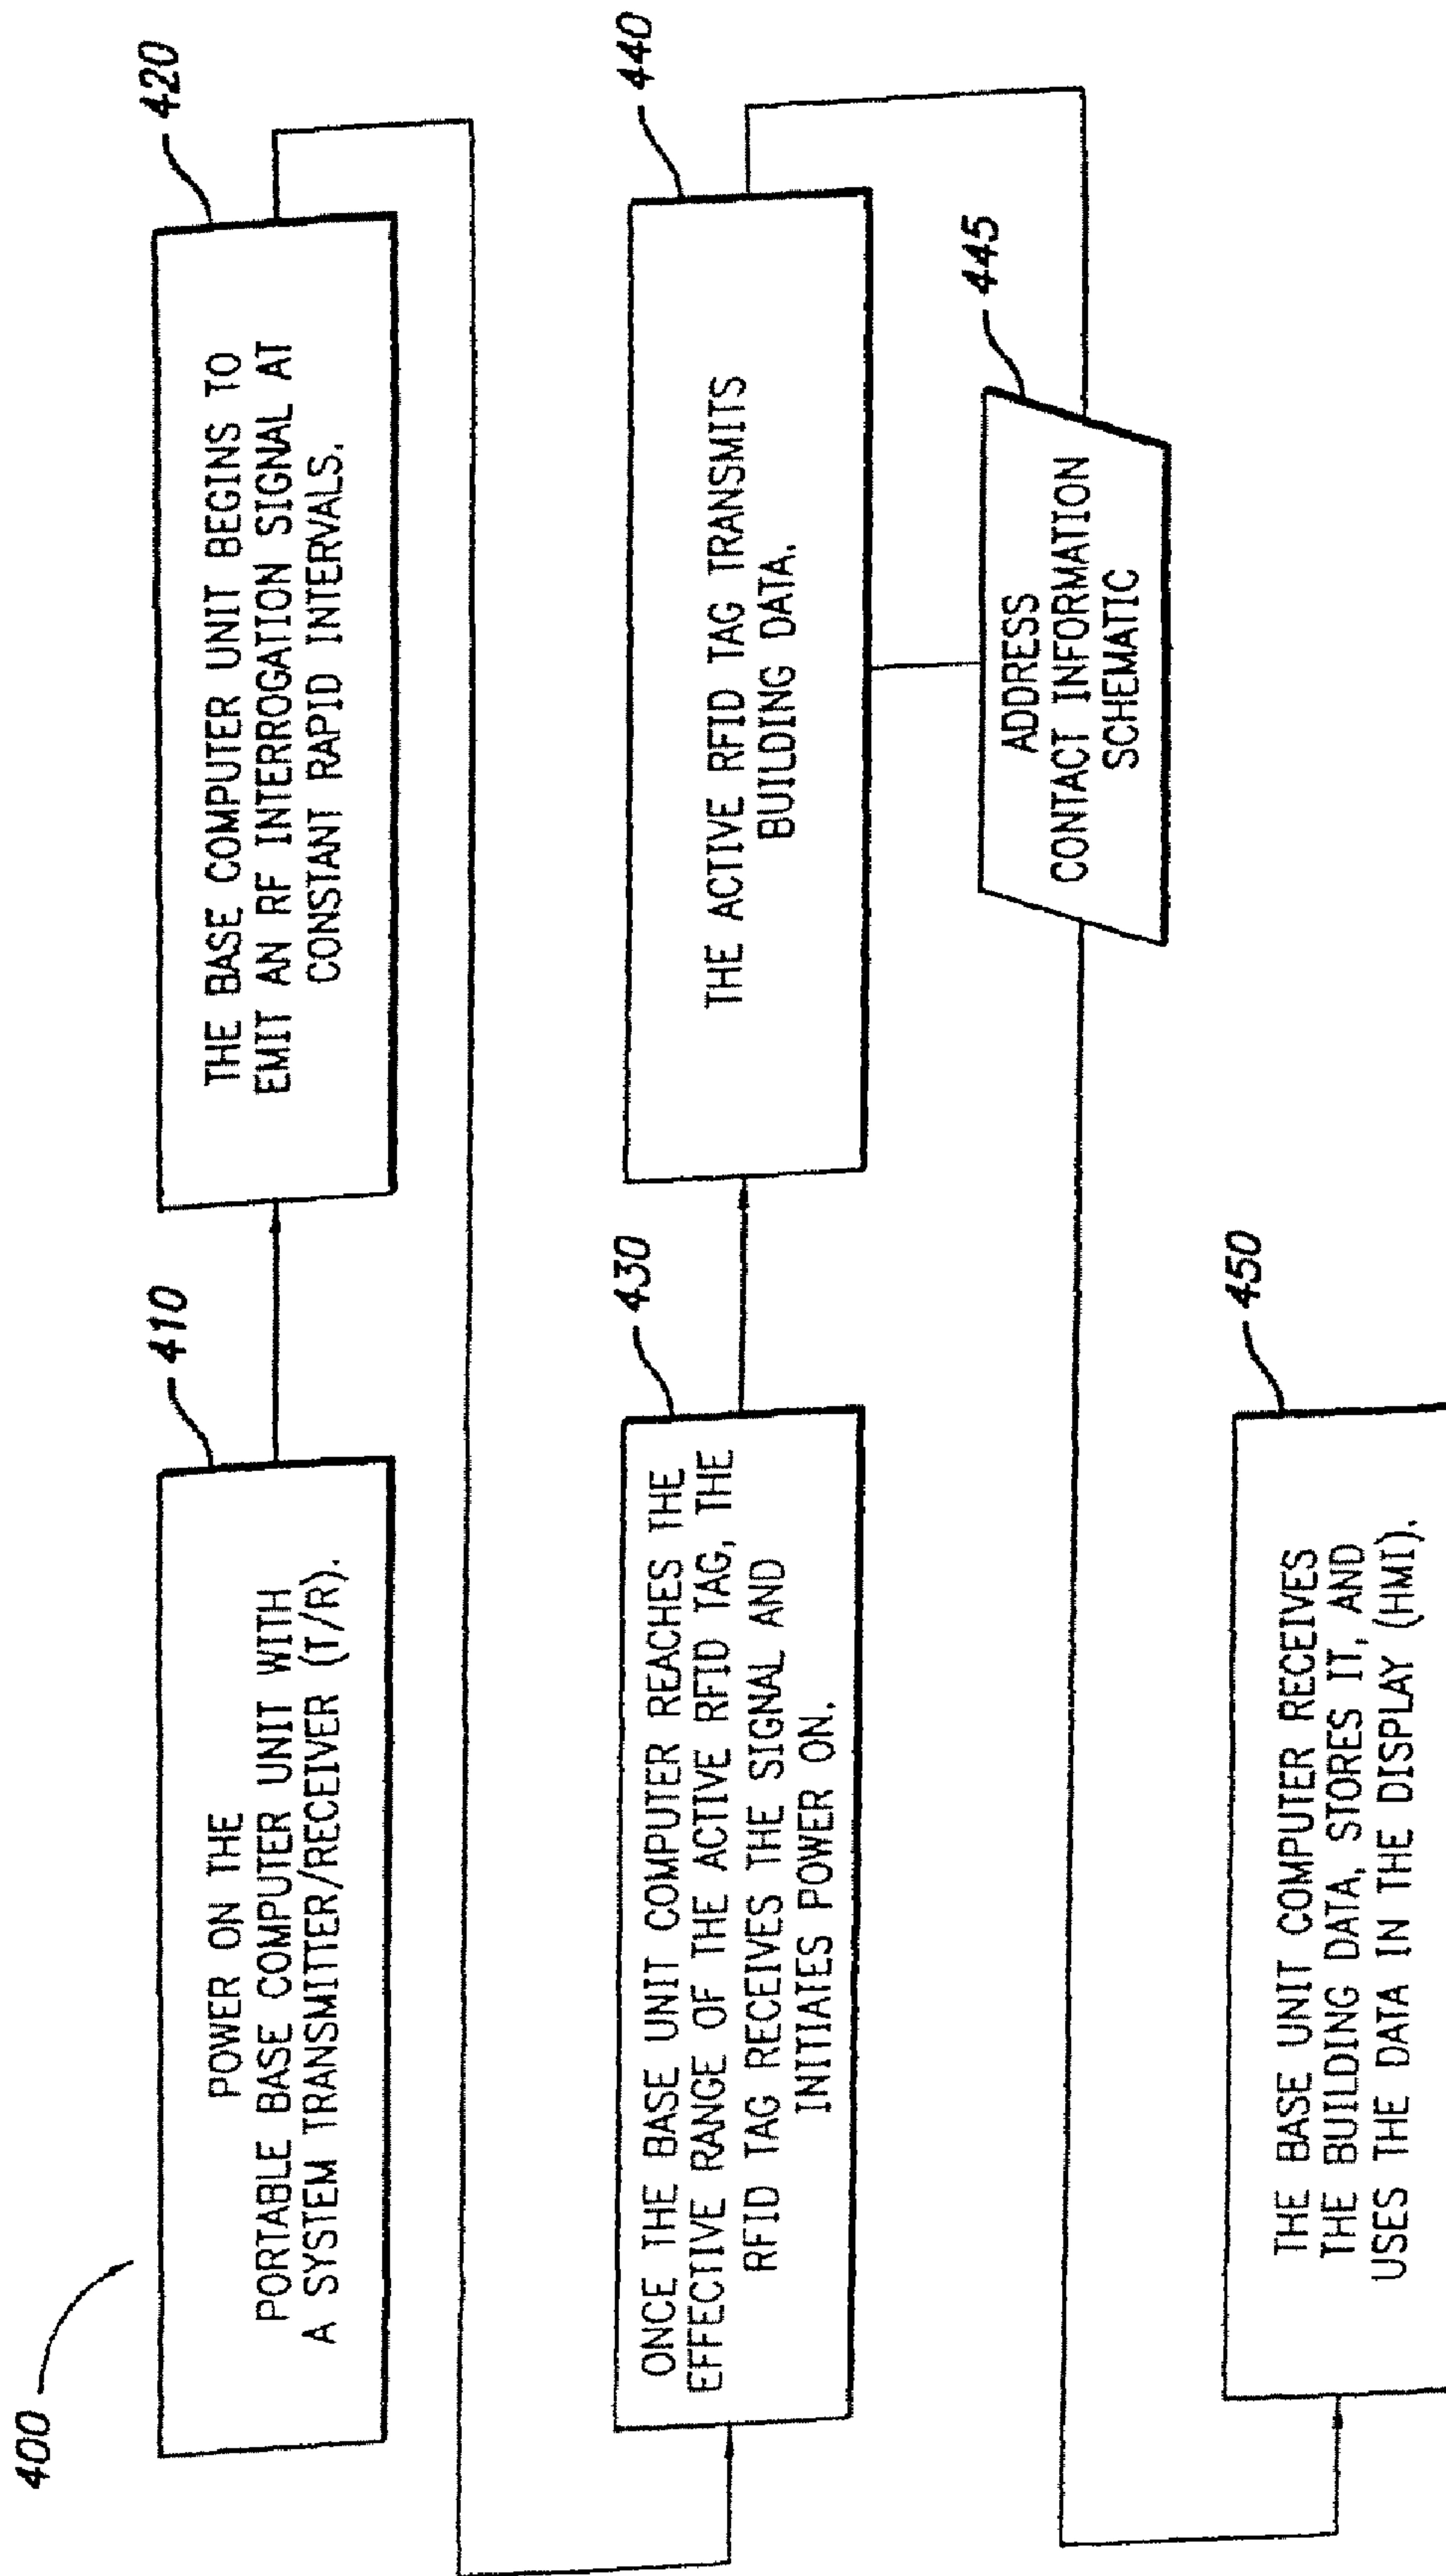 400
410
POWER ON THE
PORTABLE BASE COMPUTER UNIT WITH
A SYSTEM TRANSMITTER/RECEIVER (T/R).
420
THE BASE COMPUTER UNIT BEGINS TO
EMIT AN RF INTERROGATION SIGNAL AT
CONSTANT RAPID INTERVALS.
430
ONCE THE BASE UNIT COMPUTER REACHES THE
EFFECTIVE RANGE OF THE ACTIVE RFID TAG, THE
RFID TAG RECEIVES THE SIGNAL AND
INITIATES POWER ON.
440
THE ACTIVE RFID TAG TRANSMITS
BUILDING DATA.
445
ADDRESS
CONTACT INFORMATION
SCHEMATIC
450
THE BASE UNIT COMPUTER RECEIVES
THE BUILDING DATA, STORES IT, AND
USES THE DATA IN THE DISPLAY (HMI).